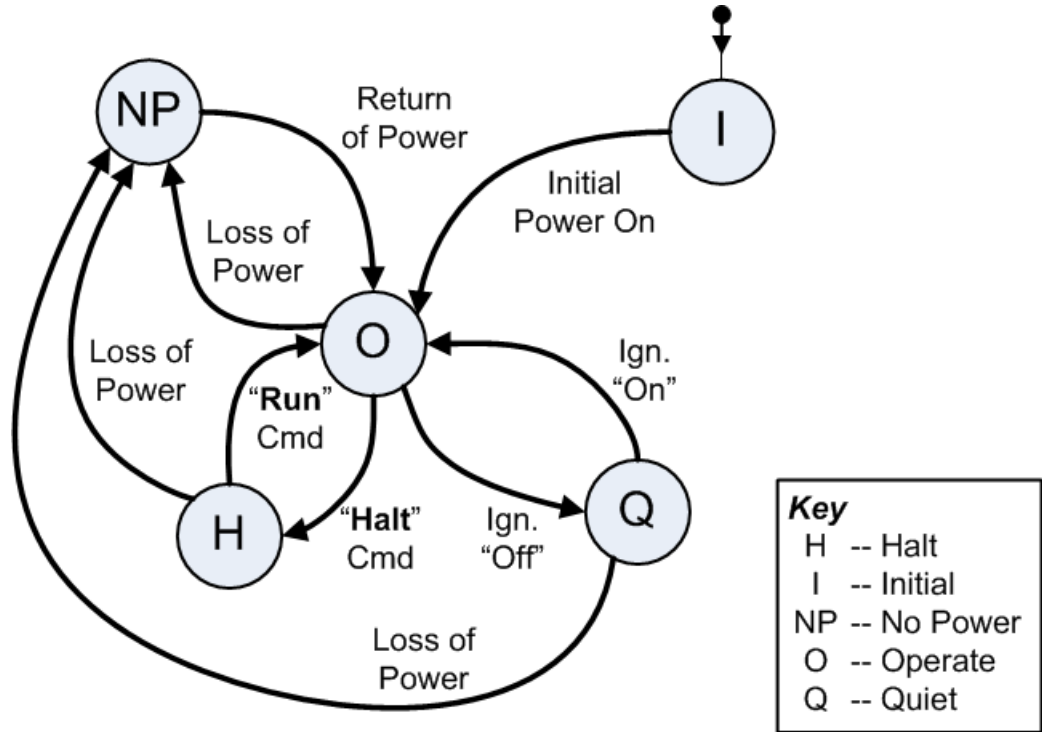 NP
Return
of Power
I
Initial
Power On
Loss of
Power
O
Loss of
Power
“Run”
Cmd
Ign.
“On”
H
“Halt”
Cmd
Ign.
“Off”
Q
Loss of
Power
Key
H -- Halt
I -- Initial
NP -- No Power
O -- Operate
Q -- Quiet